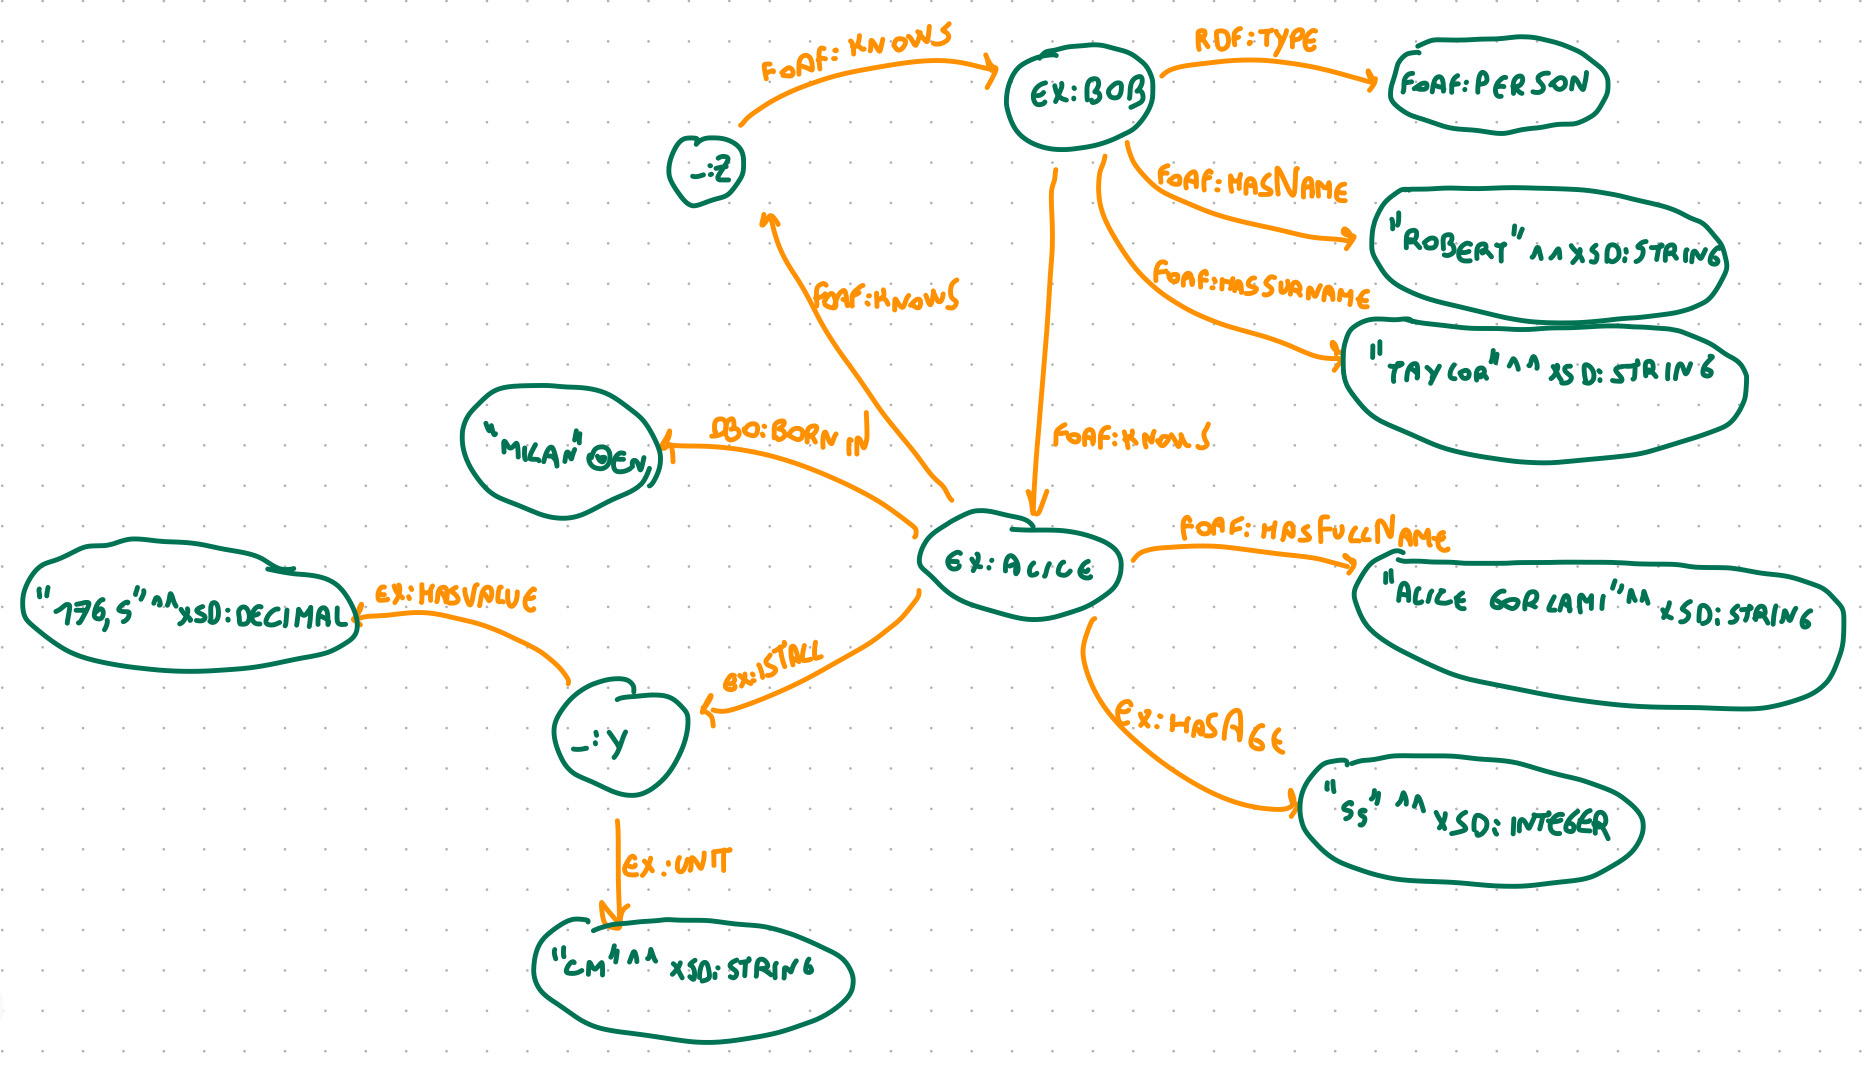 FOAF:KNOWS
RDF:TYPE
EX:BOB
FOAF:PERSON
_:Z
FOAF:HASNAME
"ROBERT"^^XSD:STRING
FOAF:HASSURNAME
FOAF:KNOWS
"TAYLOR"^^XSD:STRING
DBO:BORNIN
FOAF:KNOWS
"MILAN"@EN
FOAF:HASFULLNAME
EX:ALICE
"ALICE GORLAMI"^^XSD:STRING
EX:HASVALUE
"176,5"^^XSD:DECIMAL
EX:ISTALL
EX:HASAGE
_:Y
"55"^^XSD:INTEGER
EX:UNIT
"CM"^^XSD:STRING